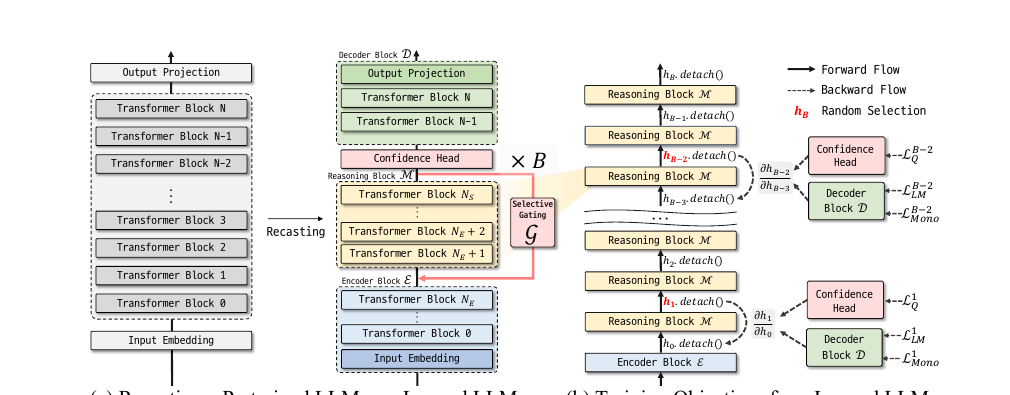 Output Projection
Transformer Block N
Transformer Block N-1
Transformer Block N-2
⋮
Transformer Block 3
Transformer Block 2
Transformer Block 1
Transformer Block 0
Input Embedding
Recasting
Decoder Block 𝒟
Output Projection
Transformer Block N
Transformer Block N-1
Confidence Head
Reasoning Block ℳ
Transformer Block N_S
⋮
Transformer Block N_E + 2
Transformer Block N_E + 1
Encoder Block ℰ
Transformer Block N_E
⋮
Transformer Block 0
Input Embedding
× B
Selective
Gating
𝒢
h_B.detach()
Reasoning Block ℳ
h_{B-1}.detach()
Reasoning Block ℳ
h_{B-2}.detach()
Reasoning Block ℳ
h_{B-3}.detach()
...
Reasoning Block ℳ
h_2.detach()
Reasoning Block ℳ
h_1.detach()
Reasoning Block ℳ
h_0.detach()
Encoder Block ℰ
∂h_{B-2}
∂h_{B-3}
∂h_1
∂h_0
Forward Flow
Backward Flow
h_B Random Selection
Confidence
Head
ℒ_Q^{B-2}
Decoder
Block 𝒟
ℒ_{LM}^{B-2}
ℒ_{Mono}^{B-2}
Confidence
Head
ℒ_Q^1
Decoder
Block 𝒟
ℒ_{LM}^1
ℒ_{Mono}^1